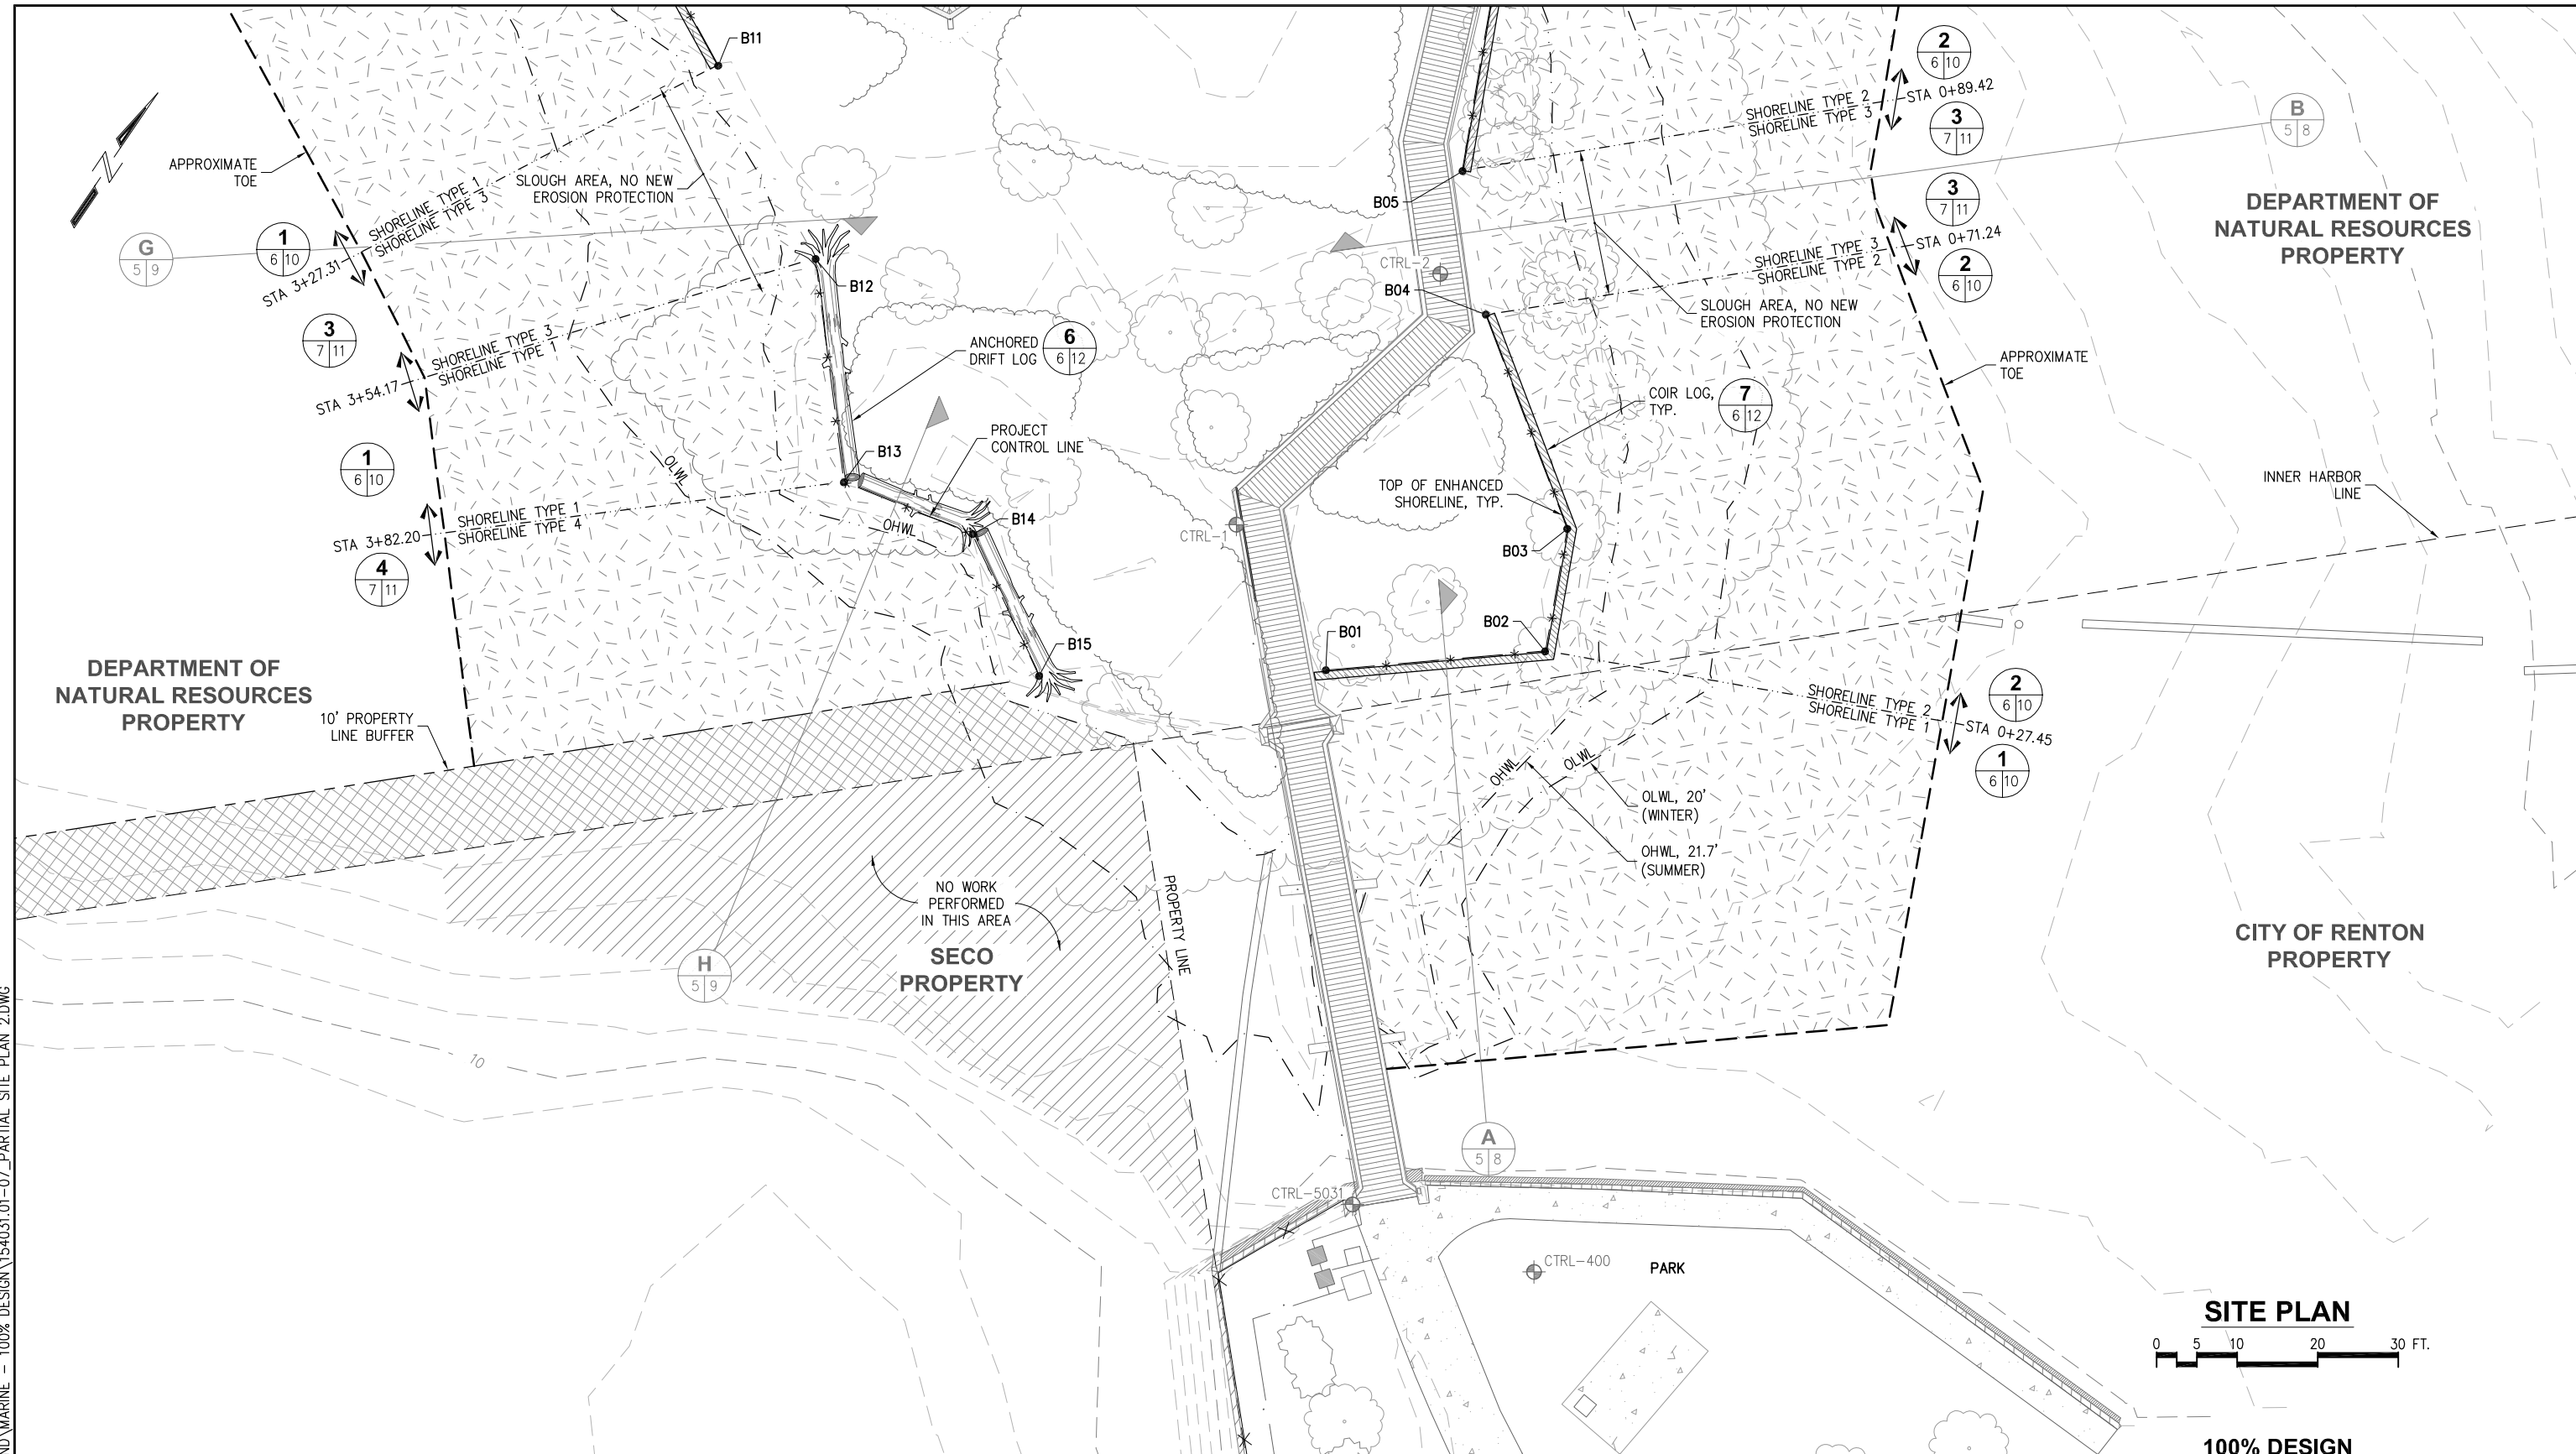 B11
2
6 10
SHORELINE TYPE 2
SHORELINE TYPE 3
STA 0+89.42
3
7 11
B
5 8
APPROXIMATE
TOE
SHORELINE TYPE 1
SHORELINE TYPE 3
SLOUGH AREA, NO NEW
EROSION PROTECTION
B05
3
7 11
DEPARTMENT OF
NATURAL RESOURCES
PROPERTY
G
5 9
1
6 10
STA 3+27.31
CTRL-2
SHORELINE TYPE 3
SHORELINE TYPE 2
STA 0+71.24
2
6 10
B12
B04
SLOUGH AREA, NO NEW
EROSION PROTECTION
3
7 11
SHORELINE TYPE 3
SHORELINE TYPE 1
STA 3+54.17
ANCHORED
DRIFT LOG
6
6 12
APPROXIMATE
TOE
COIR LOG,
TYP.
7
6 12
PROJECT
CONTROL LINE
B13
OLWL
1
6 10
TOP OF ENHANCED
SHORELINE, TYP.
INNER HARBOR
LINE
SHORELINE TYPE 1
SHORELINE TYPE 4
STA 3+82.20
OHWL
B14
CTRL-1
B03
4
7 11
B01
B02
B15
DEPARTMENT OF
NATURAL RESOURCES
PROPERTY
10' PROPERTY
LINE BUFFER
2
6 10
SHORELINE TYPE 2
SHORELINE TYPE 1
STA 0+27.45
1
6 10
OHWL
OLWL
OLWL, 20'
(WINTER)
OHWL, 21.7'
(SUMMER)
NO WORK
PERFORMED
IN THIS AREA
SECO
PROPERTY
PROPERTY LINE
H
5 9
CITY OF RENTON
PROPERTY
10
A
5 8
CTRL-5031
CTRL-400
PARK
SITE PLAN
0 5 10 20 30 FT.
100% DESIGN
MARINE - 100% DESIGN\154031.01-07_PARTIAL SITE PLAN 2.DWG